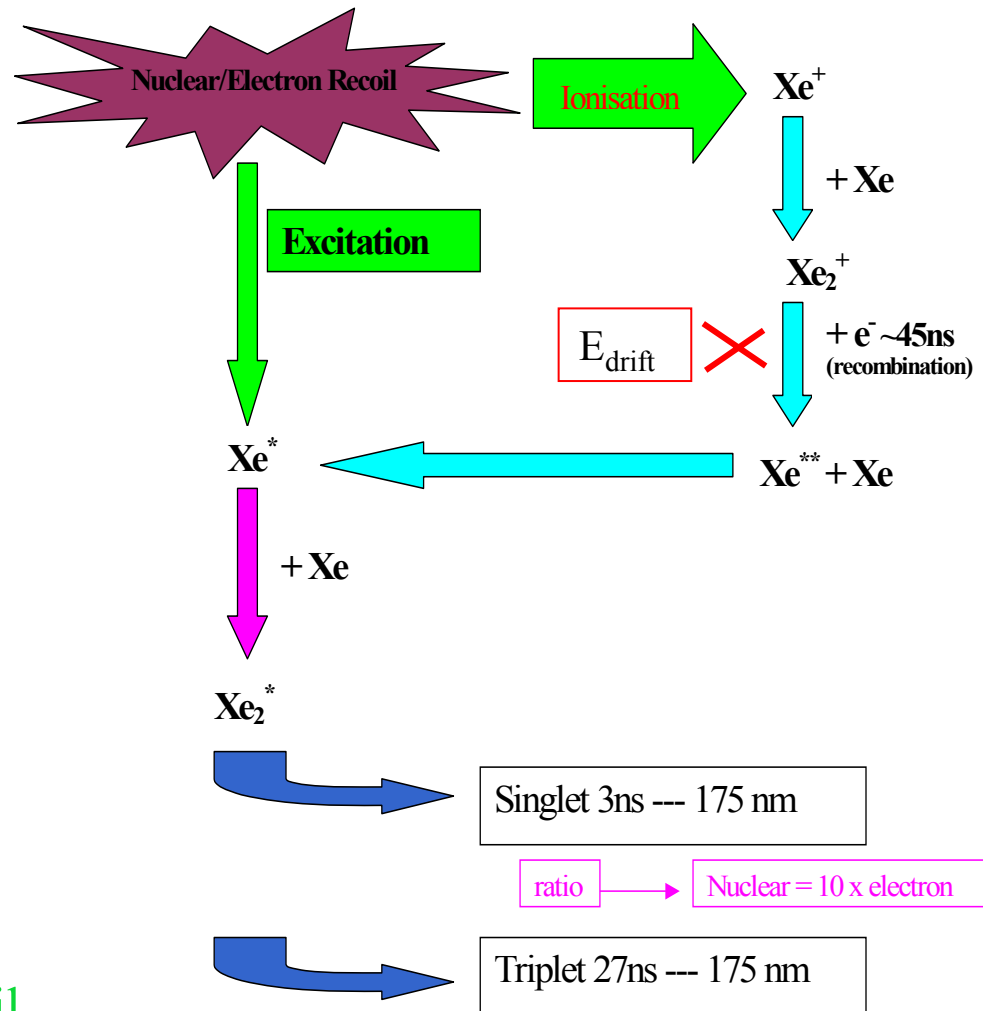 Nuclear/Electron Recoil
Ionisation
Xe⁺
+ Xe
Excitation
Xe₂⁺
E_drift
+ e⁻ ~45ns
(recombination)
Xe*
Xe** + Xe
+ Xe
Xe₂*
Singlet 3ns --- 175 nm
ratio
Nuclear = 10 x electron
Triplet 27ns --- 175 nm